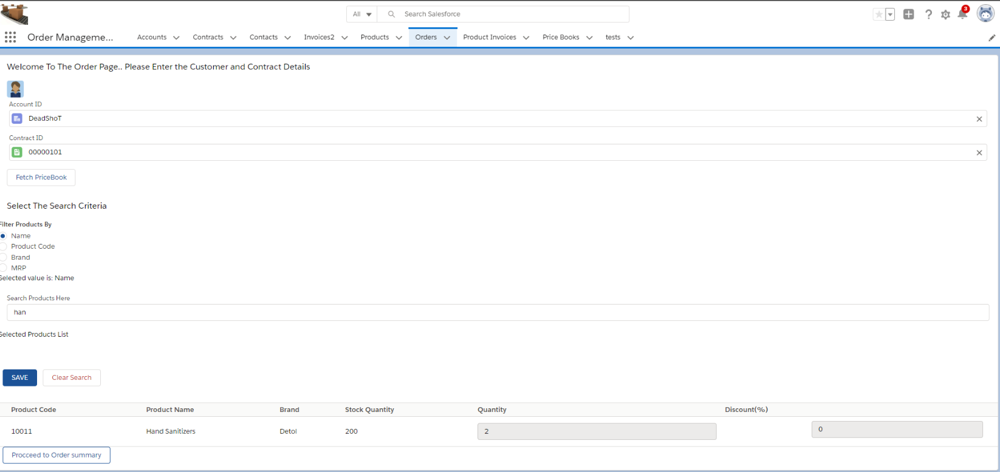 All Search Salesforce 3
Order Manageme... Accounts Contracts Contacts Invoices2 Products Orders Product Invoices Price Books tests
Welcome To The Order Page.. Please Enter the Customer and Contract Details
Account ID
DeadShoT
Contract ID
00000101
Fetch PriceBook
Select The Search Criteria
Filter Products By
Name
Product Code
Brand
MRP
Selected value is: Name
Search Products Here
han
Selected Products List
SAVE Clear Search
Product Code Product Name Brand Stock Quantity Quantity Discount(%)
10011 Hand Sanitizers Detol 200 2 0
Procceed to Order summary